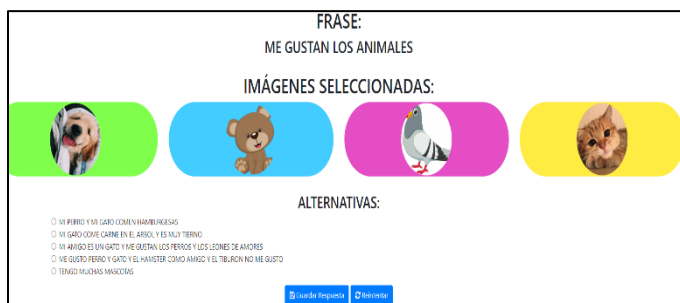 FRASE:
ME GUSTAN LOS ANIMALES
IMÁGENES SELECCIONADAS:
ALTERNATIVAS:
MI PERRO Y MI GATO COMEN HAMBURGESAS
MI GATO COME CARNE EN EL ARBOL Y ES MUY TIERNO
MI AMIGO ES UN GATO Y ME GUSTAN LOS PERROS Y LOS LEONES DE AMORES
ME GUSTO PERRO Y GATO Y EL HAMSTER COMO AMIGO Y EL TIBURON NO ME GUSTO
TENGO MUCHAS MASCOTAS
Guardar Respuesta Reintentar